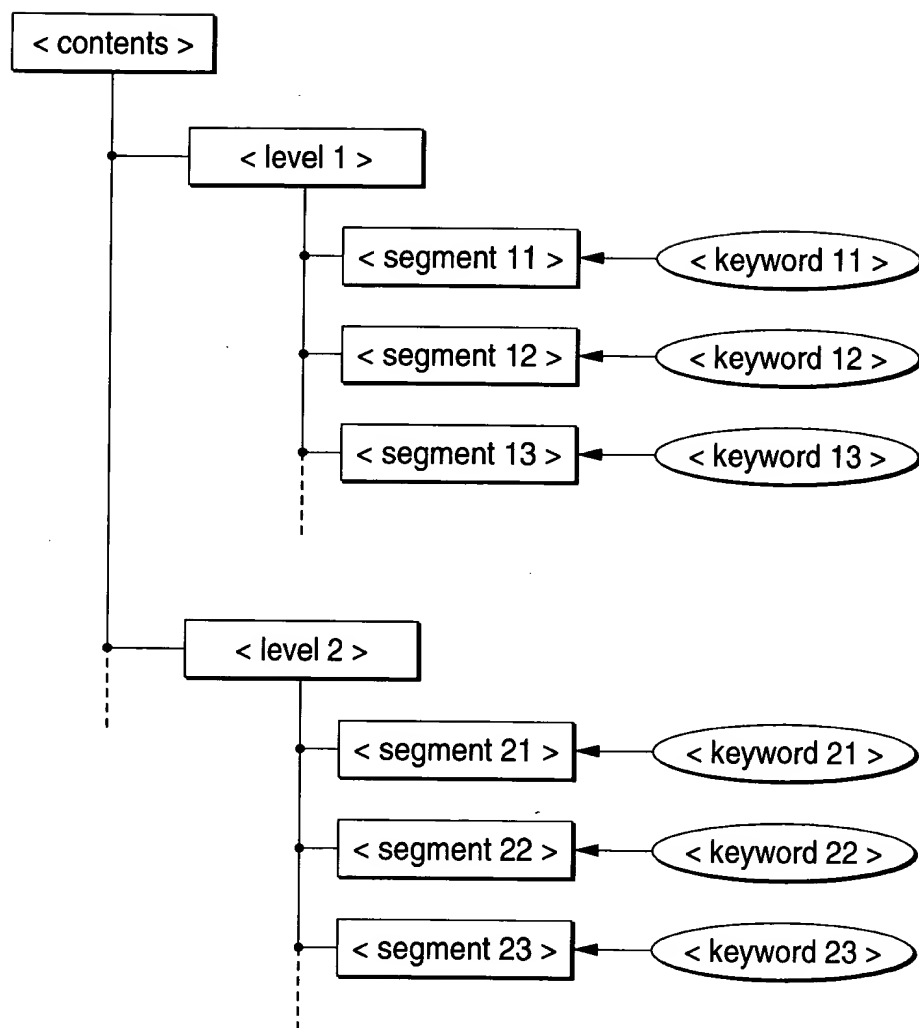 < contents >
< level 1 >
< segment 11 >
< keyword 11 >
< segment 12 >
< keyword 12 >
< segment 13 >
< keyword 13 >
< level 2 >
< segment 21 >
< keyword 21 >
< segment 22 >
< keyword 22 >
< segment 23 >
< keyword 23 >